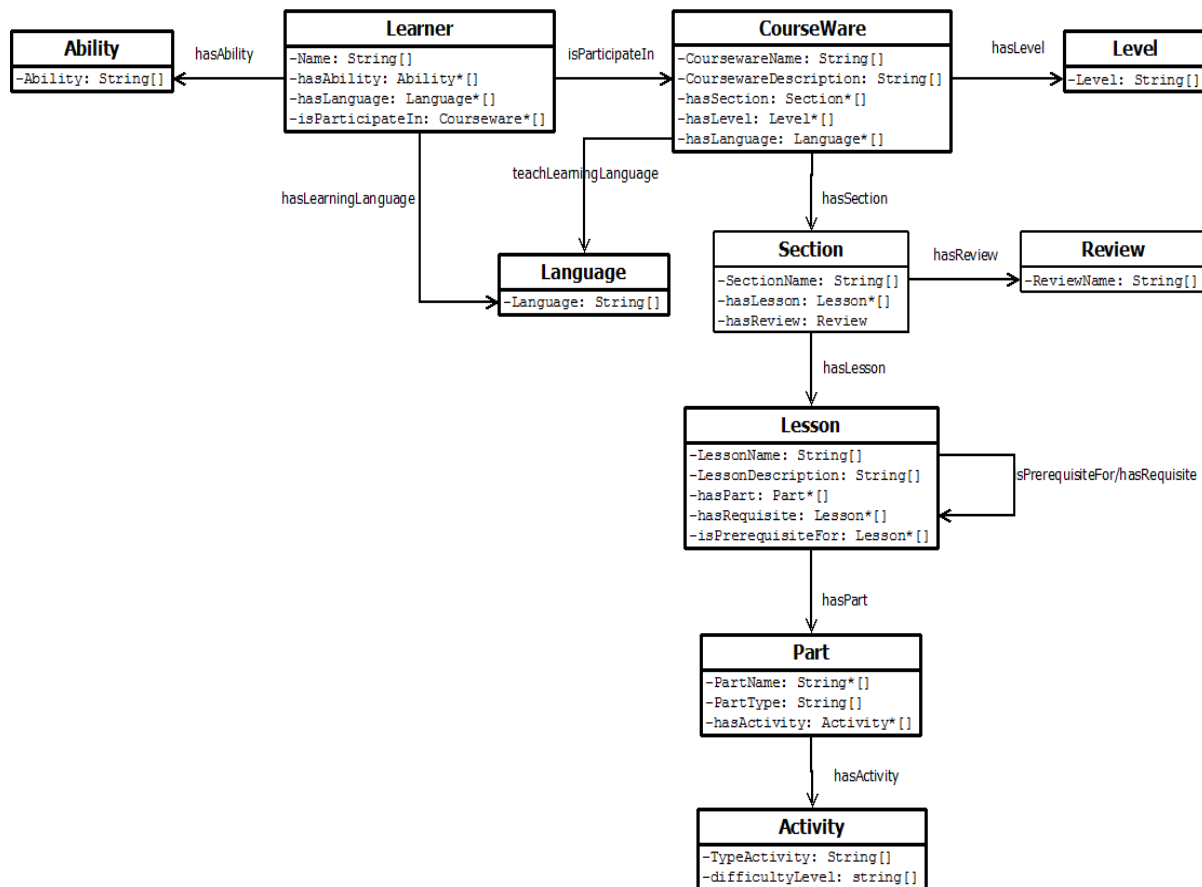 Ability
-Ability: String[]
hasAbility
Learner
-Name: String[]
-hasAbility: Ability*[]
-hasLanguage: Language*[]
-isParticipateIn: Courseware*[]
isParticipateIn
CourseWare
-CoursewareName: String[]
-CoursewareDescription: String[]
-hasSection: Section*[]
-hasLevel: Level*[]
-hasLanguage: Language*[]
hasLevel
Level
-Level: String[]
hasLearningLanguage
teachLearningLanguage
hasSection
Language
-Language: String[]
Section
-SectionName: String[]
-hasLesson: Lesson*[]
-hasReview: Review
hasReview
Review
-ReviewName: String[]
hasLesson
Lesson
-LessonName: String[]
-LessonDescription: String[]
-hasPart: Part*[]
-hasRequisite: Lesson*[]
-isPrerequisiteFor: Lesson*[]
sPrerequisiteFor/hasRequisite
hasPart
Part
-PartName: String*[]
-PartType: String[]
-hasActivity: Activity*[]
hasActivity
Activity
-TypeActivity: String[]
-difficultyLevel: string[]